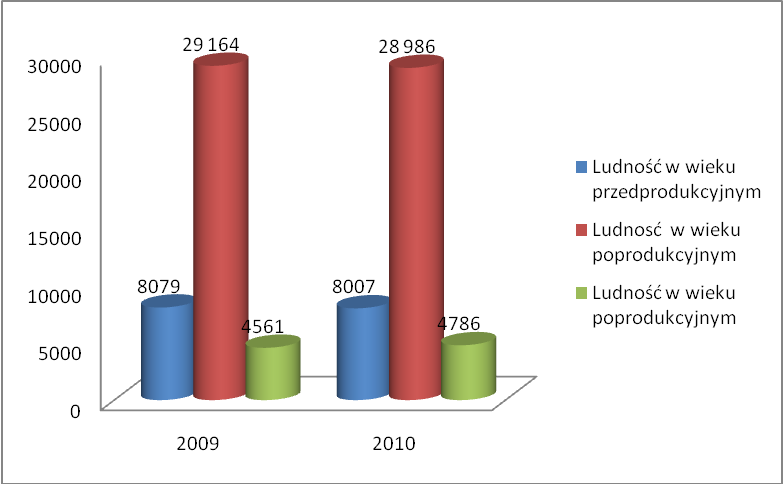 29 164
28 986
30000
25000
20000
15000
10000
5000
0
8079
4561
8007
4786
2009
2010
Ludność w wieku
przedprodukcyjnym
Ludnosć w wieku
poprodukcyjnym
Ludność w wieku
poprodukcyjnym